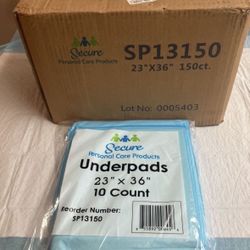 Secure
Personal Care Products
SP13150
23"X36" 150ct.
Lot No: 0005403
Secure
Personal Care Products
Underpads
23" x 36"
10 Count
Reorder Number:
SP13150